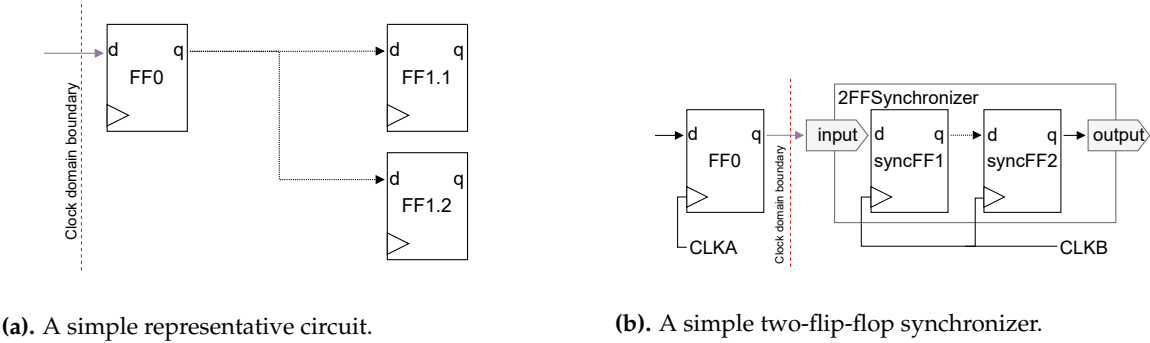 d q
FF0
Clock domain boundary
d q
FF1.1
d q
FF1.2
(a). A simple representative circuit.
2FFSynchronizer
d q
FF0
Clock domain boundary
input
d q
syncFF1
d q
syncFF2
output
CLKA
CLKB
(b). A simple two-flip-flop synchronizer.